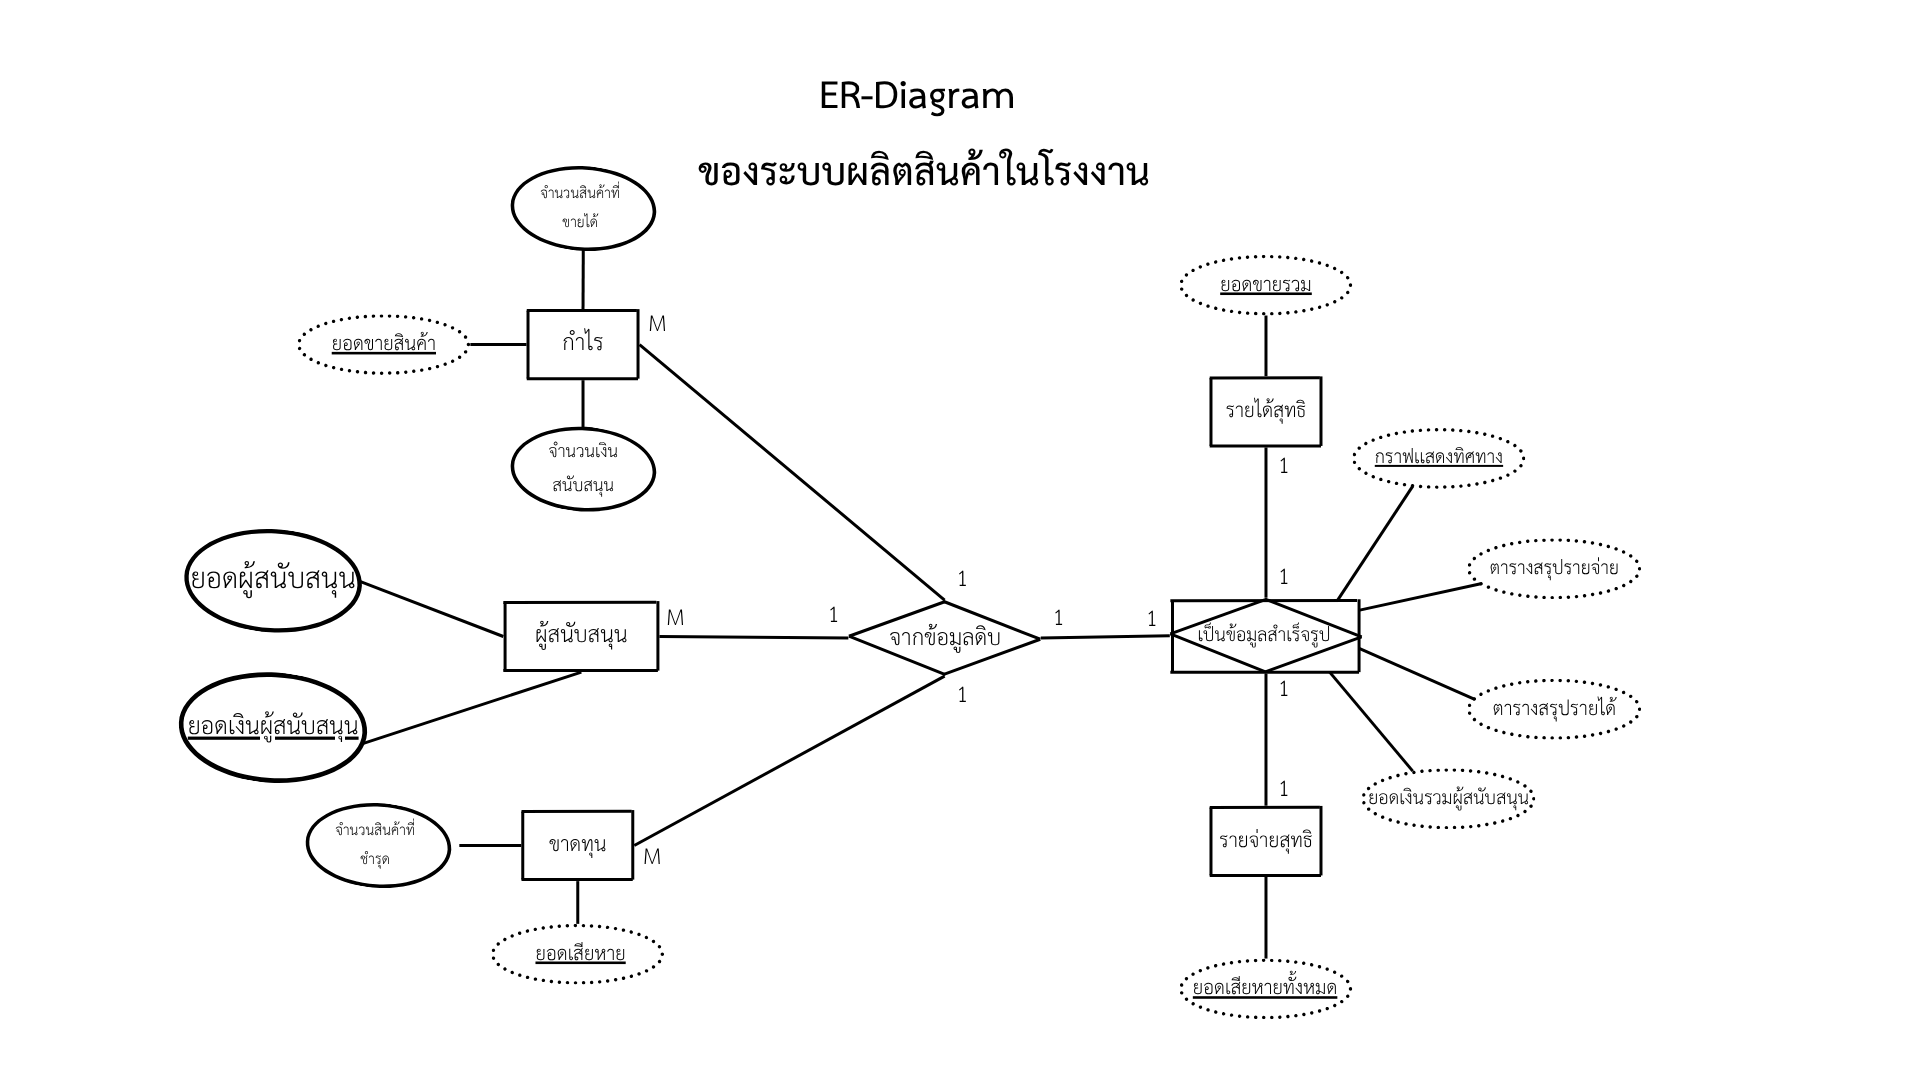 ER-Diagram
ของระบบผลิตสินค้าในโรงงาน
จำนวนสินค้าที่
ขายได้
ยอดขายสินค้า
กำไร
M
จำนวนเงิน
สนับสนุน
ยอดผู้สนับสนุน
ผู้สนับสนุน
M
ยอดเงินผู้สนับสนุน
จำนวนสินค้าที่
ชำรุด
ขาดทุน
M
ยอดเสียหาย
1
1
จากข้อมูลดิบ
1
1
1
ยอดขายรวม
รายได้สุทธิ
1
กราฟแสดงทิศทาง
1
ตารางสรุปรายจ่าย
เป็นข้อมูลสำเร็จรูป
1
ตารางสรุปรายได้
1
ยอดเงินรวมผู้สนับสนุน
รายจ่ายสุทธิ
ยอดเสียหายทั้งหมด